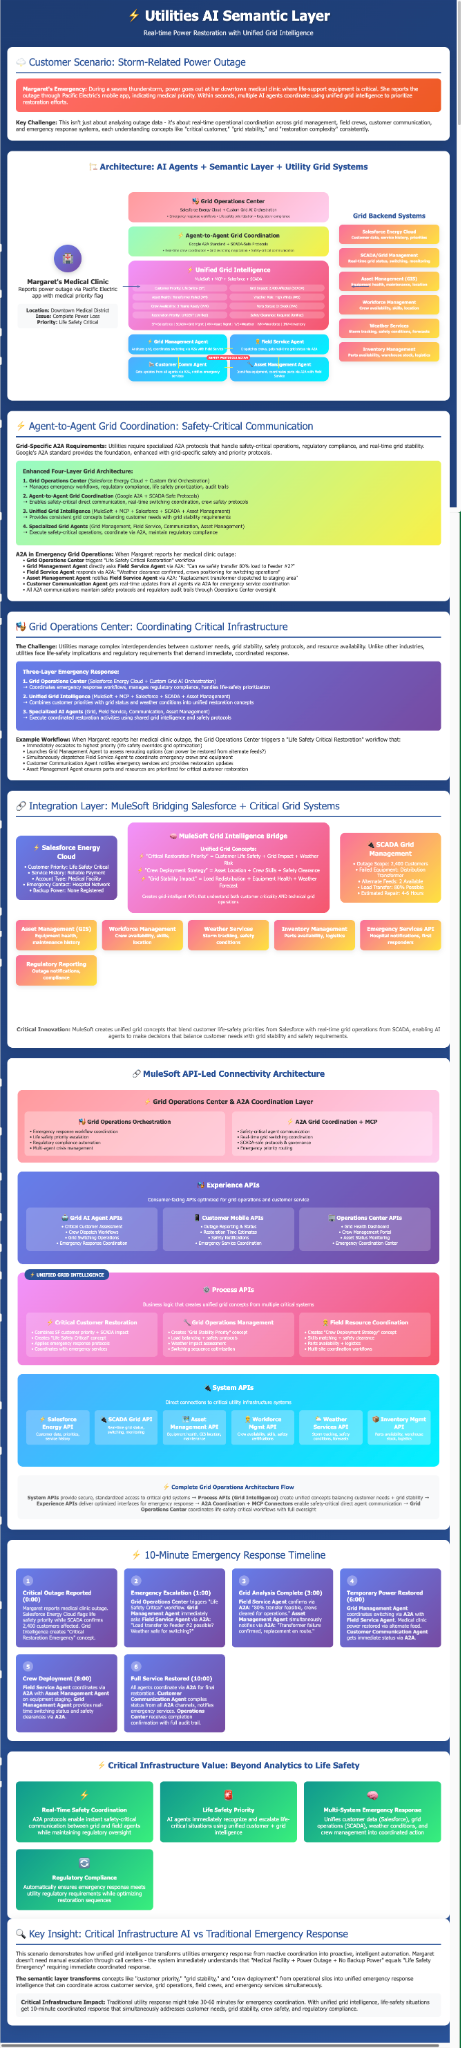 ⚡ Utilities AI Semantic Layer
Real-time Power Restoration with Unified Grid Intelligence
Customer Scenario: Storm-Related Power Outage
Margaret's Emergency: During a severe thunderstorm, power goes out at her downtown medical clinic where life-support equipment is critical. She reports the
outage through Pacific Electric's mobile app, indicating medical priority. Within seconds, multiple AI agents coordinate using unified grid intelligence to prioritize
restoration efforts.
Key Challenge: This isn't just about analyzing outage data - it's about real-time operational coordination across grid management, field crews, customer communication,
and emergency response systems, each understanding concepts like "critical customer," "grid stability," and "restoration complexity" consistently.
Architecture: AI Agents + Semantic Layer + Utility Grid Systems
Grid Operations Center
Salesforce Energy Cloud + Custom Grid AI Orchestration
Agent-to-Agent Grid Coordination
Google A2A Standard + SCADA-Safe Protocols
Unified Grid Intelligence
MuleSoft + MCP + Salesforce + SCADA
Grid Management Agent
Field Service Agent
Asset Management Agent
Margaret's Medical Clinic
Reports power outage via Pacific Electric
app with medical priority flag
Location: Downtown Medical District
Issue: Complete Power Loss
Priority: Life Safety Critical
Grid Backend Systems
Salesforce Energy Cloud
Customer data, service history, priorities
SCADA/Grid Management
Real-time grid status, switching, monitoring
Asset Management (GIS)
Equipment health, maintenance, location
Workforce Management
Crew availability, skills, location
Weather Services
Storm tracking, safety conditions, forecasts
Inventory Management
Parts availability, warehouse stock, logistics
⚡ Agent-to-Agent Grid Coordination: Safety-Critical Communication
Grid-Specific A2A Requirements: Utilities require specialized A2A protocols that handle safety-critical operations, regulatory compliance, and real-time grid stability.
Google's A2A standard provides the foundation, enhanced with grid-specific safety and priority protocols.
Enhanced Four-Layer Grid Architecture:
1. Grid Operations Center (Salesforce Energy Cloud + Custom Grid Orchestration)
→ Manages emergency workflows, regulatory compliance, life safety prioritization, audit trails
2. Agent-to-Agent Grid Coordination (Google A2A + SCADA Safe Protocols)
→ Enables safety-critical direct communication, real-time switching coordination, crew safety protocols
3. Unified Grid Intelligence (MuleSoft + MCP + Salesforce + SCADA + Asset Management)
→ Provides consistent grid concepts balancing customer needs with grid stability requirements
4. Specialized Grid Agents (Grid Management, Field Service, Communication, Asset Management)
→ Execute safety-critical operations, coordinate via A2A, maintain regulatory compliance
A2A in Emergency Grid Operations: When Margaret reports her medical clinic outage:
• Grid Operations Center triggers "Life Safety Critical Restoration" workflow
• Grid Management Agent directly asks Field Service Agent via A2A: "Can we safely transfer 80% load to Feeder #2?"
• Field Service Agent responds via A2A: "Weather clearance confirmed, crews positioning for switching operations"
• Asset Management Agent notifies Field Service Agent via A2A: "Replacement transformer dispatched to staging area"
• Customer Communication Agent gets real-time updates from all agents via A2A for emergency service coordination
• All A2A communications maintain safety protocols and regulatory audit trails through Operations Center oversight
Grid Operations Center: Coordinating Critical Infrastructure
The Challenge: Utilities manage complex interdependencies between customer needs, grid stability, safety protocols, and resource availability. Unlike other industries,
utilities face life-safety implications and regulatory requirements that demand immediate, coordinated response.
Three-Layer Emergency Response:
1. Grid Operations Center (Salesforce Energy Cloud + Custom Grid AI Orchestration)
→ Coordinates emergency response workflows, manages regulatory compliance, handles life-safety prioritization
2. Unified Grid Intelligence (MuleSoft + MCP + Salesforce + SCADA + Asset Management)
→ Combines customer priorities with grid status and weather conditions into unified restoration concepts
3. Specialized AI Agents (Grid, Field Service, Communication, Asset Management)
→ Execute coordinated restoration activities using shared grid intelligence and safety protocols
Example Workflow: When Margaret reports her medical clinic outage, the Grid Operations Center triggers a "Life Safety Critical Restoration" workflow that:
• Immediately escalates to highest priority (life safety overrides grid optimization)
• Launches Grid Management Agent to assess rerouting options (can power be restored from alternate feeds?)
• Simultaneously dispatches Field Service Agent to coordinate emergency crew and equipment
• Customer Communication Agent notifies emergency services and provides restoration updates
• Asset Management Agent ensures parts and resources are prioritized for critical customer restoration
Integration Layer: MuleSoft Bridging Salesforce + Critical Grid Systems
⚡ Salesforce Energy
Cloud
• Customer Priority: Life Safety Critical
• Service History: Reliable Payment
• Account Type: Medical Facility
• Emergency Contact: Hospital Network
• Backup Power: None Registered
MuleSoft Grid Intelligence Bridge
Unified Grid Concepts:
"Critical Restoration Priority" = Customer Life Safety + Grid Impact + Weather
Risk
"Crew Deployment Strategy" = Asset Location + Crew Skills + Safety Clearance
"Grid Stability Impact" = Load Redistribution + Equipment Health + Weather
Forecast
Creates grid intelligence that understands both customer criticality AND technical grid operations
SCADA Grid
Management
• Outage Scope: 2,400 Customers
• Failed Equipment: Distribution
Transformer
• Alternate Feeds: 2 Available
• Load Transfer: 80% Possible
• Estimated Repair: 4-6 Hours
Asset Management (GIS)
Equipment health,
maintenance history
Workforce Management
Crew availability, skills,
location
Weather Services
Storm tracking, safety
conditions
Inventory Management
Parts availability, logistics
Emergency Services API
Hospital notifications, first
responders
Regulatory Reporting
Outage notifications,
compliance
Critical Innovation: MuleSoft creates unified grid concepts that blend customer life-safety priorities from Salesforce with real-time grid operations from SCADA, enabling AI
agents to make decisions that balance customer needs with grid stability and safety requirements.
MuleSoft API-Led Connectivity Architecture
Grid Operations Center & A2A Coordination Layer
Grid Operations Orchestration
• Emergency response workflow coordination
• Life safety priority escalation
• Regulatory compliance automation
• Multi-agent crisis management
A2A Grid Coordination + MCP
• Safety-critical agent communication
• Real-time grid switching coordination
• SCADA-safe protocols & governance
• Emergency priority routing
Experience APIs
Consumer-facing APIs optimized for grid operations and customer service
Grid AI Agent APIs
• Critical Customer Assessment
• Crew Dispatch Workflows
• Grid Switching Operations
• Emergency Response Coordination
Customer Mobile APIs
• Outage Reporting & Status
• Restoration Time Estimates
• Safety Notifications
• Emergency Service Coordination
Operations Center APIs
• Grid Health Dashboard
• Crew Management Portal
• Asset Status Monitoring
• Emergency Coordination Center
⚡ UNIFIED GRID INTELLIGENCE
Process APIs
Business logic that creates unified grid concepts from multiple critical systems
Critical Customer Restoration
• Combines SF customer priority + SCADA impact
• Creates "Life Safety Critical" concept
• Applies emergency response protocols
• Coordinates with emergency services
Grid Operations Management
• Creates "Grid Stability Priority" concept
• Load balancing + safety protocols
• Weather impact assessment
• Switching sequence optimization
Field Resource Coordination
• Creates "Crew Deployment Strategy" concept
• Skills matching + safety clearance
• Parts availability + logistics
• Multi-site coordination workflows
System APIs
Direct connections to critical utility infrastructure systems
Salesforce
Energy API
SCADA Grid API
Asset
Management API
Workforce
Mgmt API
Weather
Services API
Inventory Mgmt
API
⚡ Complete Grid Operations Architecture Flow
System APIs provide secure, standardized access to critical grid systems → Process APIs (Grid Intelligence) create unified concepts balancing customer needs + grid stability →
Experience APIs deliver optimized interfaces for emergency response → A2A Coordination + MCP Connectors enable safety-critical direct agent communication → Grid
Operations Center coordinates life safety critical workflows with full oversight
⚡ 10-Minute Emergency Response Timeline
1
Critical Outage Reported
(0:00)
Margaret reports medical clinic outage.
Salesforce Energy Cloud flags life
safety priority while SCADA confirms
2,400 customers affected. Grid
Intelligence creates "Critical
Restoration Emergency" concept.
2
Emergency Escalation (1:00)
Grid Operations Center triggers "Life
Safety Critical" workflow. Grid
Management Agent immediately asks
Field Service Agent via A2A:
"Load transfer to Feeder #2 possible?
Weather safe for switching?"
3
Grid Analysis Complete (3:00)
Field Service Agent confirms via
A2A: "80% transfer feasible,
crews cleared for operations." Asset
Management Agent simultaneously
notifies via A2A: "Transformer
failure confirmed, replacement
en route."
4
Temporary Power Restored
(6:00)
Grid Management Agent
coordinates switching via A2A with
Field Service Agent. Medical clinic
power restored via alternate feed.
Customer Communication Agent
gets immediate status via A2A.
5
Crew Deployment (8:00)
Field Service Agent coordinates via
A2A with Asset Management Agent
on equipment staging. Grid
Management Agent provides real-
time switching status and safety
clearances via A2A.
6
Full Service Restored (10:00)
All agents coordinate via A2A for final
restoration. Customer
Communication Agent compiles
status from all A2A channels, notifies
emergency services. Operations
Center receives completion
confirmation with full audit trail.
⚡ Critical Infrastructure Value: Beyond Analytics to Life Safety
Real-Time Safety Coordination
A2A protocols enable instant safety-critical
communication between grid and field agents
while maintaining regulatory oversight
Life Safety Priority
AI agents immediately recognize and escalate life-
critical situations using unified customer + grid
intelligence
Multi-System Emergency Response
Unifies customer data (Salesforce), grid
operations (SCADA), weather conditions, and
crew management into coordinated action
Regulatory Compliance
Automatically ensures emergency response meets
utility regulatory requirements while optimizing
restoration sequences
Key Insight: Critical Infrastructure AI vs Traditional Emergency Response
This scenario demonstrates how unified grid intelligence transforms utilities emergency response from reactive coordination into proactive, intelligent automation. Margaret
doesn't need manual escalation through call centers - the system immediately understands that "Medical Facility + Power Outage + No Backup Power" equals "Life Safety
Emergency" requiring immediate coordinated response.
The semantic layer transforms concepts like "customer priority," "grid stability," and "crew deployment" from operational silos into unified emergency response
intelligence that can coordinate across customer service, grid operations, field crews, and emergency services simultaneously.
Critical Infrastructure Impact: Traditional utility response might take 30-60 minutes for emergency coordination. With unified grid intelligence, life-safety situations
get 10-minute coordinated response that simultaneously addresses customer needs, grid stability, crew safety, and regulatory compliance.